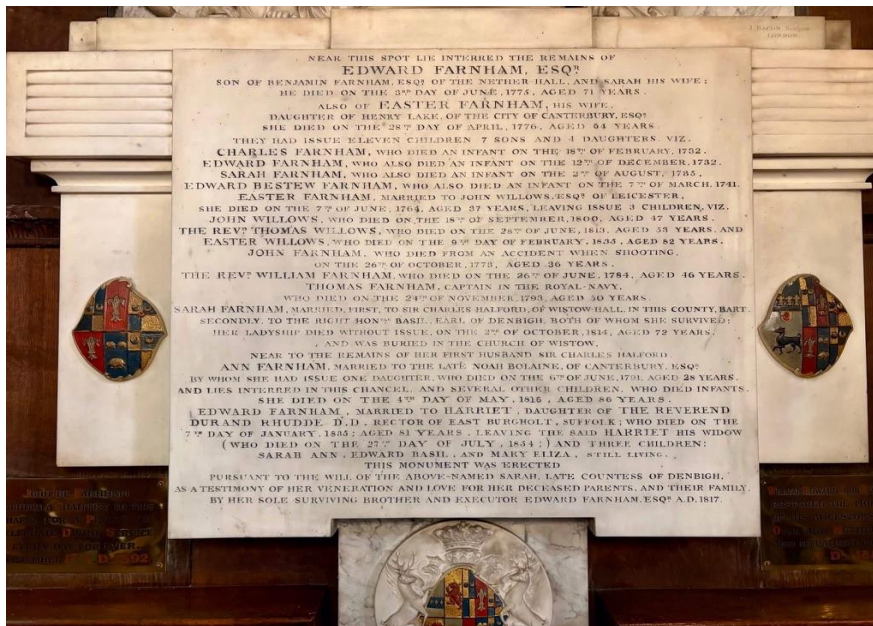 J. BACON, Sculptor
LONDON.
NEAR THIS SPOT LIE INTERRED THE REMAINS OF
EDWARD FARNHAM, ESQR.
SON OF BENJAMIN FARNHAM, ESQR. OF THE NETHER HALL, AND SARAH HIS WIFE;
HE DIED ON THE 3RD DAY OF JUNE, 1775, AGED 71 YEARS.
ALSO OF EASTER FARNHAM, HIS WIFE,
DAUGHTER OF HENRY LAKE, OF THE CITY OF CANTERBURY, ESQR.
SHE DIED ON THE 28TH DAY OF APRIL, 1776, AGED 64 YEARS.
THEY HAD ISSUE ELEVEN CHILDREN 7 SONS AND 4 DAUGHTERS. VIZ.
CHARLES FARNHAM, WHO DIED AN INFANT ON THE 18TH OF FEBRUARY, 1732.
EDWARD FARNHAM, WHO ALSO DIED AN INFANT ON THE 12TH OF DECEMBER, 1732.
SARAH FARNHAM, WHO ALSO DIED AN INFANT ON THE 2ND OF AUGUST, 1735,
EDWARD BESTEW FARNHAM, WHO ALSO DIED AN INFANT ON THE 7TH OF MARCH, 1741.
EASTER FARNHAM, MARRIED TO JOHN WILLOWS, ESQR. OF LEICESTER,
SHE DIED ON THE 7TH OF JUNE, 1764, AGED 37 YEARS, LEAVING ISSUE 3 CHILDREN, VIZ.
JOHN WILLOWS, WHO DIED ON THE 18TH OF SEPTEMBER, 1800, AGED 47 YEARS.
THE REVD. THOMAS WILLOWS, WHO DIED ON THE 28TH OF JUNE, 1813, AGED 53 YEARS, AND
EASTER WILLOWS, WHO DIED ON THE 9TH DAY OF FEBRUARY, 1835, AGED 82 YEARS.
JOHN FARNHAM, WHO DIED FROM AN ACCIDENT WHEN SHOOTING,
ON THE 26TH OF OCTOBER, 1773, AGED 36 YEARS.
THE REVD. WILLIAM FARNHAM, WHO DIED ON THE 26TH OF JUNE, 1784, AGED 46 YEARS.
THOMAS FARNHAM, CAPTAIN IN THE ROYAL-NAVY,
WHO DIED ON THE 24TH OF NOVEMBER, 1793, AGED 50 YEARS.
SARAH FARNHAM, MARRIED, FIRST, TO SIR CHARLES HALFORD, OF WISTOW-HALL, IN THIS COUNTY, BART.
SECONDLY, TO THE RIGHT HONBLE BASIL, EARL OF DENBIGH, BOTH OF WHOM SHE SURVIVED;
HER LADYSHIP DIED WITHOUT ISSUE, ON THE 2ND OF OCTOBER, 1814, AGED 72 YEARS,
AND WAS BURIED IN THE CHURCH OF WISTOW,
NEAR TO THE REMAINS OF HER FIRST HUSBAND SIR CHARLES HALFORD.
ANN FARNHAM, MARRIED TO THE LATE NOAH BOLAINE, OF CANTERBURY, ESQR.
BY WHOM SHE HAD ISSUE ONE DAUGHTER, WHO DIED ON THE 6TH OF JUNE, 1791, AGED 28 YEARS.
AND LIES INTERRED IN THIS CHANCEL, AND SEVERAL OTHER CHILDREN, WHO DIED INFANTS.
SHE DIED ON THE 4TH DAY OF MAY, 1816, AGED 86 YEARS.
EDWARD FARNHAM, MARRIED TO HARRIET, DAUGHTER OF THE REVEREND
DURAND RHUDDE D.D. RECTOR OF EAST BURGHOLT, SUFFOLK; WHO DIED ON THE
7TH DAY OF JANUARY, 1835; AGED 81 YEARS, LEAVING THE SAID HARRIET HIS WIDOW
(WHO DIED ON THE 27TH DAY OF JULY, 1854;) AND THREE CHILDREN:
SARAH ANN, EDWARD BASIL, AND MARY ELIZA, STILL LIVING.
THIS MONUMENT WAS ERECTED
PURSUANT TO THE WILL OF THE ABOVE-NAMED SARAH, LATE COUNTESS OF DENBIGH,
AS A TESTIMONY OF HER VENERATION AND LOVE FOR HER DECEASED PARENTS, AND THEIR FAMILY,
BY HER SOLE SURVIVING BROTHER AND EXECUTOR EDWARD FARNHAM, ESQR. A.D. 1817.